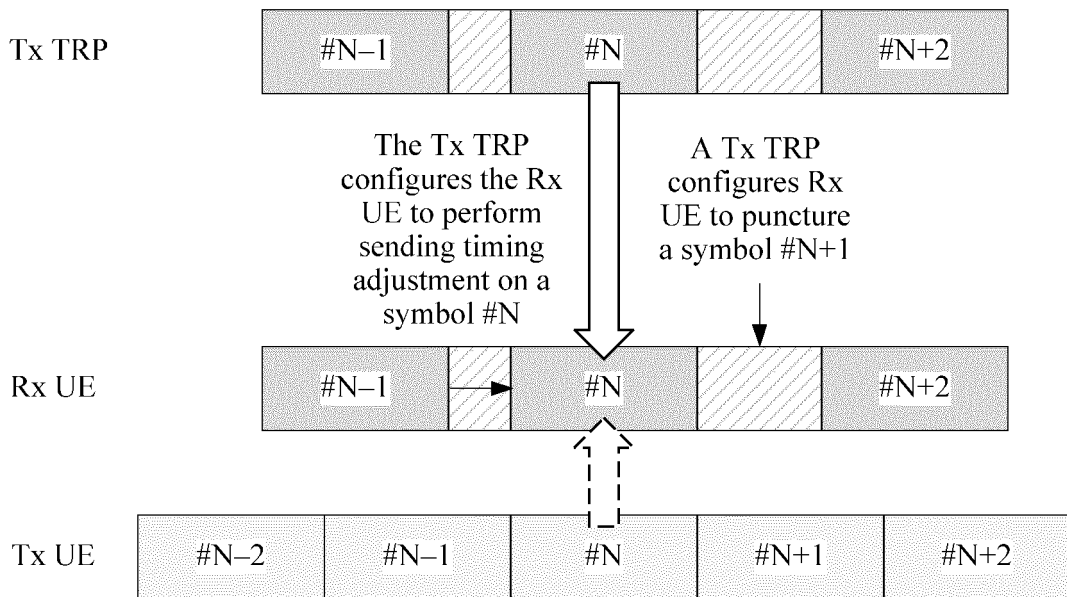 Tx TRP
#N–1
#N
#N+2
The Tx TRP
configures the Rx
UE to perform
sending timing
adjustment on a
symbol #N
A Tx TRP
configures Rx
UE to puncture
a symbol #N+1
Rx UE
#N–1
#N
#N+2
Tx UE
#N–2
#N–1
#N
#N+1
#N+2